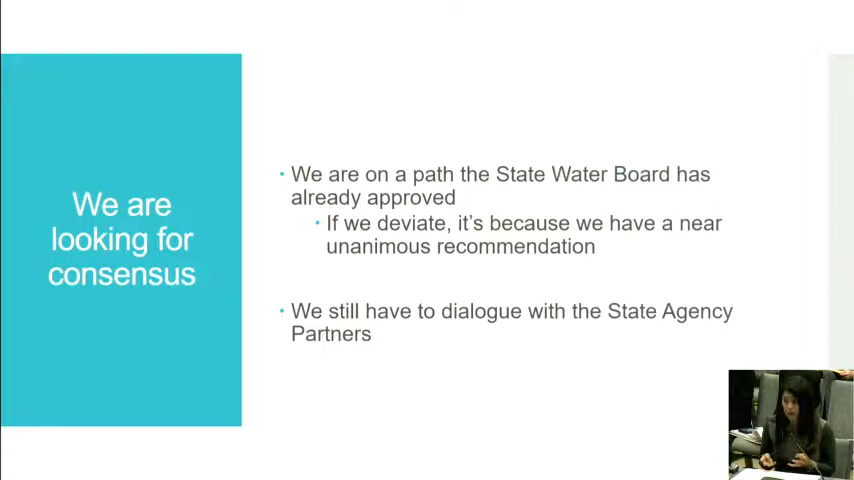 We are
looking for
consensus
We are on a path the State Water Board has
already approved
If we deviate, it's because we have a near
unanimous recommendation
We still have to dialogue with the State Agency
Partners